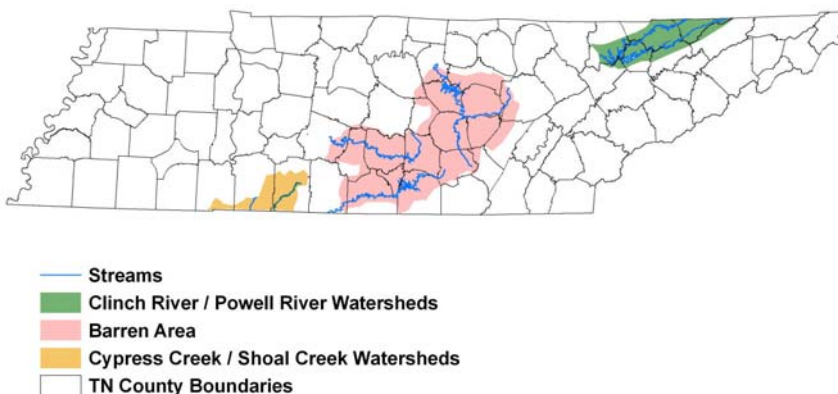 Streams
Clinch River / Powell River Watersheds
Barren Area
Cypress Creek / Shoal Creek Watersheds
TN County Boundaries